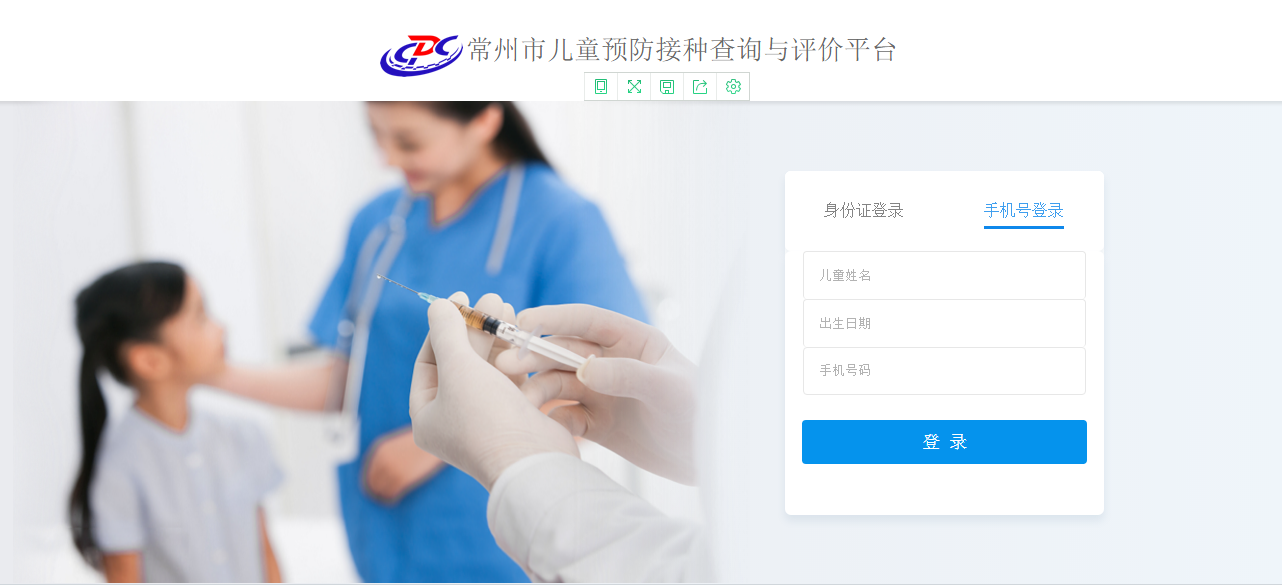 CDC
常州市儿童预防接种查询与评价平台
身份证登录
手机号登录
儿童姓名
出生日期
手机号码
登 录